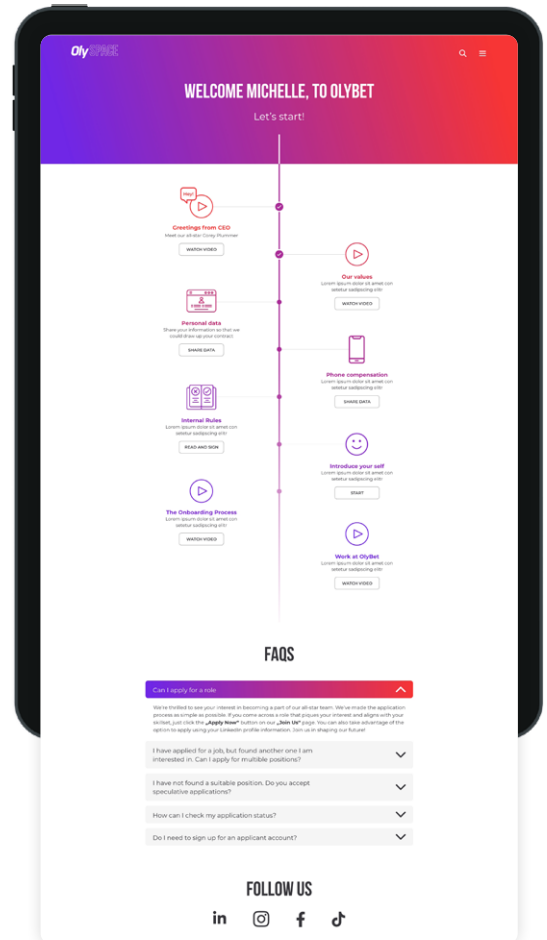 Oly SPACE
WELCOME MICHELLE, TO OLYBET
Let's start!
Hey!
Greetings from CEO
Meet our all-star Corey Plummer
WATCH VIDEO
Our values
Lorem ipsum dolor sit amet con
setetur sadipscing elitr
WATCH VIDEO
Personal data
Share your information so that we
could draw up your contract
SHARE DATA
Phone compensation
Lorem ipsum dolor sit amet con
setetur sadipscing elitr
SHARE DATA
Internal Rules
Lorem ipsum dolor sit amet con
setetur sadipscing elitr
READ AND SIGN
Introduce your self
Lorem ipsum dolor sit amet con
setetur sadipscing elitr
START
The Onboarding Process
Lorem ipsum dolor sit amet con
setetur sadipscing elitr
WATCH VIDEO
Work at OlyBet
Lorem ipsum dolor sit amet con
setetur sadipscing elitr
WATCH VIDEO
FAQS
Can I apply for a role
We're thrilled to see your interest in becoming a part of our all-star team. We've made the application
process as simple as possible. If you come across a role that piques your interest and aligns with your
skillset, just click the „Apply Now" button on our „Join Us" page. You can also take advantage of the
option to apply using your LinkedIn profile information. Join us in shaping our future!
I have applied for a job, but found another one I am
interested in. Can I apply for multiple positions?
I have not found a suitable position. Do you accept
speculative applications?
How can I check my application status?
Do I need to sign up for an applicant account?
FOLLOW US